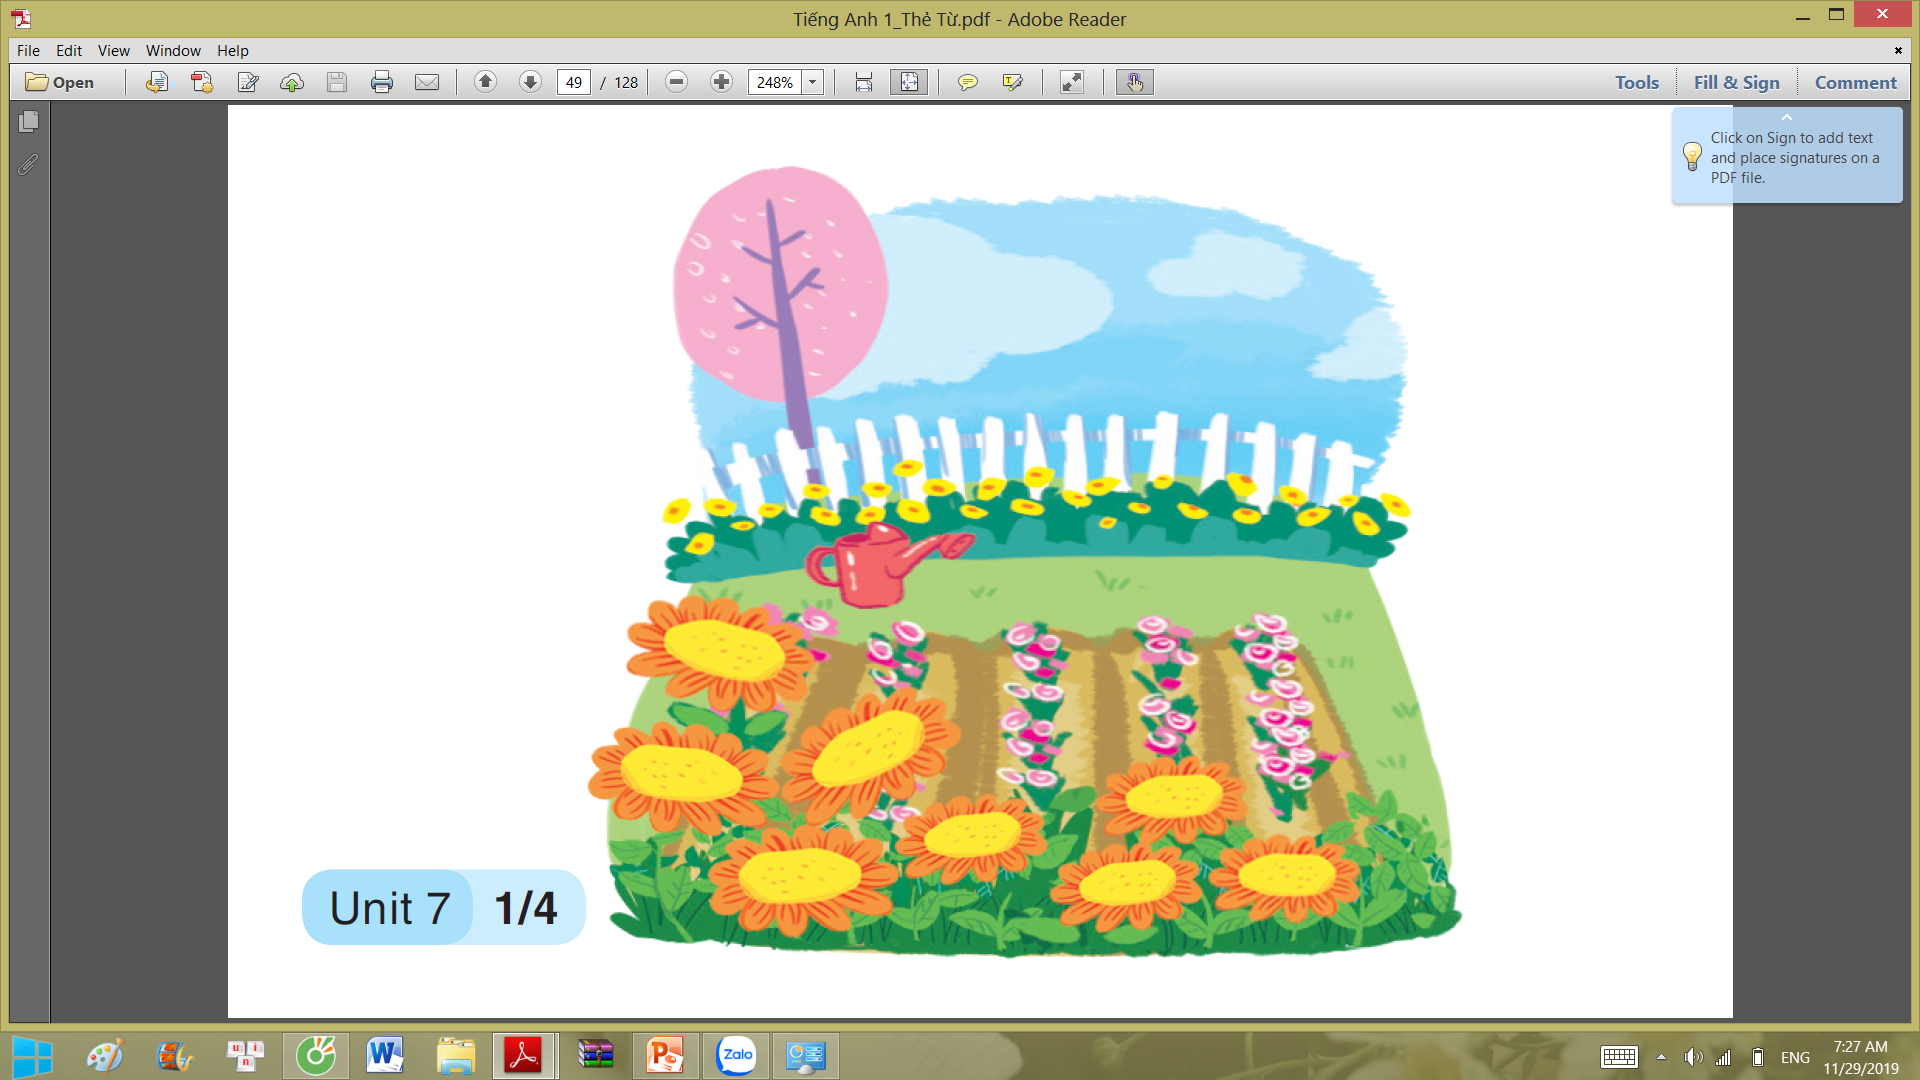 Tiếng Anh 1_Thẻ Từ.pdf - Adobe Reader
File Edit View Window Help
Open 49 / 128 248% Tools Fill & Sign Comment
Click on Sign to add text
and place signatures on a
PDF file.
Unit 7 1/4
u i
n
Zalo
ENG
7:27 AM
11/29/2019